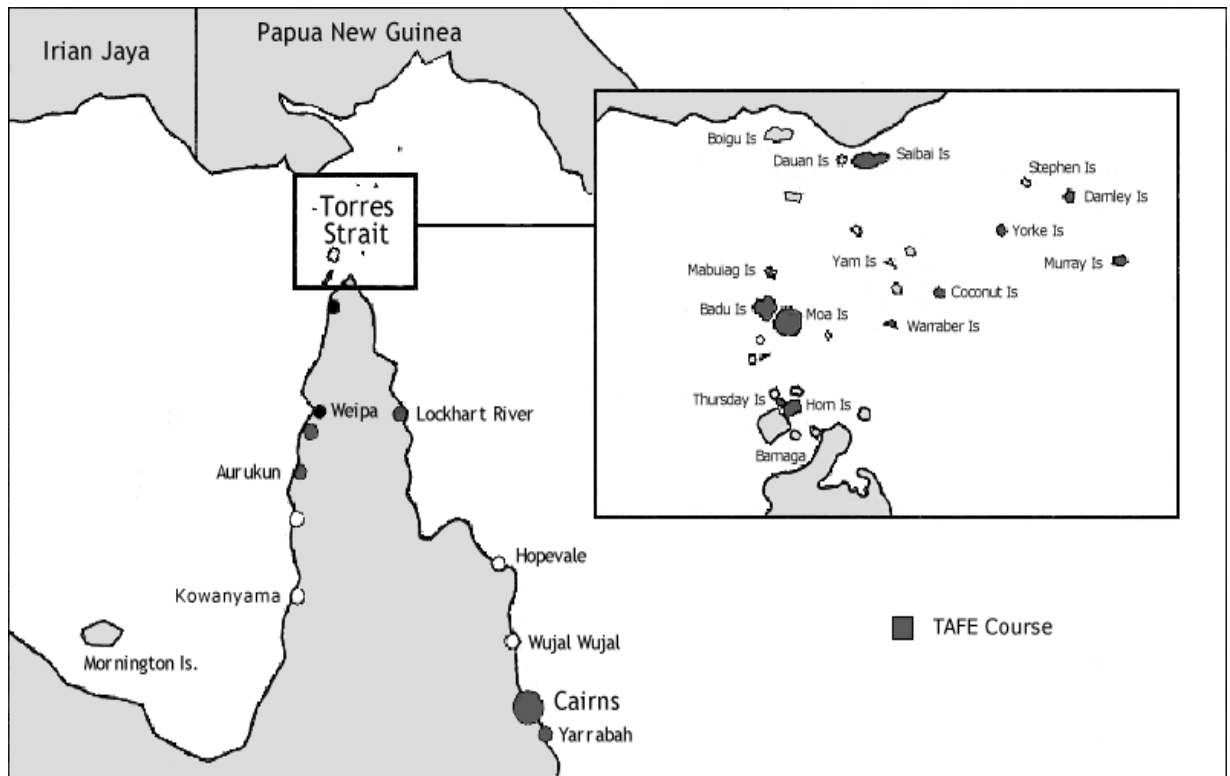 Irian Jaya
Papua New Guinea
Torres
Strait
Boigu Is
Dauan Is
Saibai Is
Stephen Is
Darnley Is
Yorke Is
Murray Is
Mabuiag Is
Yam Is
Coconut Is
Badu Is
Moa Is
Warraber Is
Thursday Is
Horn Is
Bamaga
Weipa
Lockhart River
Aurukun
Hopevale
Kowanyama
TAFE Course
Wujal Wujal
Mornington Is.
Cairns
Yarrabah